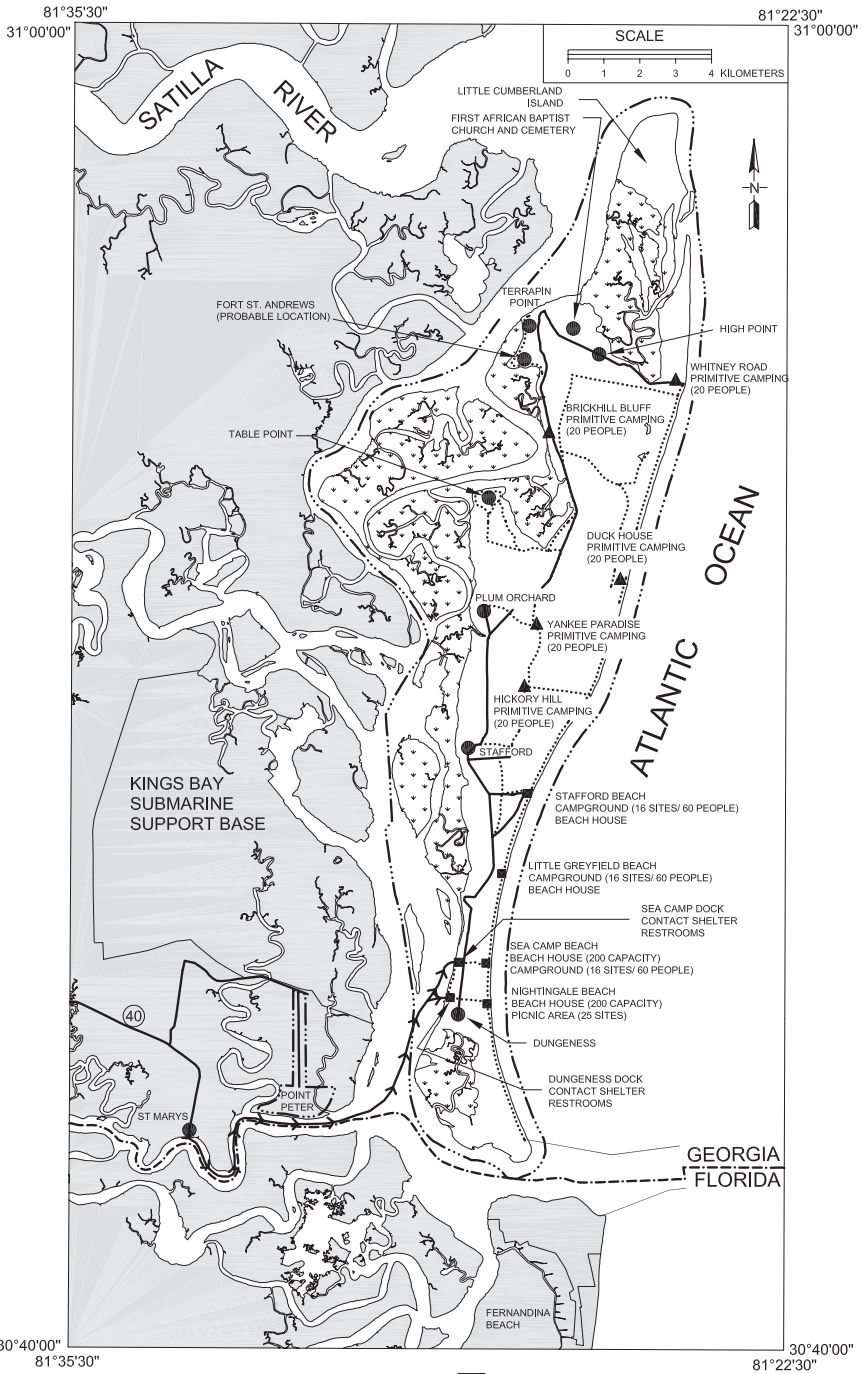 81°35'30"
81°22'30"
31°00'00"
31°00'00"
SCALE
0 1 2 3 4 KILOMETERS
SATILLA
RIVER
LITTLE CUMBERLAND
ISLAND
FIRST AFRICAN BAPTIST
CHURCH AND CEMETERY
N
TERRAPIN
POINT
FORT ST. ANDREWS
(PROBABLE LOCATION)
HIGH POINT
WHITNEY ROAD
PRIMITIVE CAMPING
(20 PEOPLE)
BRICKHILL BLUFF
PRIMITIVE CAMPING
(20 PEOPLE)
TABLE POINT
ATLANTIC OCEAN
DUCK HOUSE
PRIMITIVE CAMPING
(20 PEOPLE)
PLUM ORCHARD
YANKEE PARADISE
PRIMITIVE CAMPING
(20 PEOPLE)
HICKORY HILL
PRIMITIVE CAMPING
(20 PEOPLE)
STAFFORD
KINGS BAY
SUBMARINE
SUPPORT BASE
STAFFORD BEACH
CAMPGROUND (16 SITES/ 60 PEOPLE)
BEACH HOUSE
LITTLE GREYFIELD BEACH
CAMPGROUND (16 SITES/ 60 PEOPLE)
BEACH HOUSE
SEA CAMP DOCK
CONTACT SHELTER
RESTROOMS
SEA CAMP BEACH
BEACH HOUSE (200 CAPACITY)
CAMPGROUND (16 SITES/ 60 PEOPLE)
NIGHTINGALE BEACH
BEACH HOUSE (200 CAPACITY)
PICNIC AREA (25 SITES)
40
DUNGENESS
DUNGENESS DOCK
CONTACT SHELTER
RESTROOMS
POINT
PETER
ST MARYS
GEORGIA
FLORIDA
FERNANDINA
BEACH
30°40'00"
30°40'00"
81°35'30"
81°22'30"